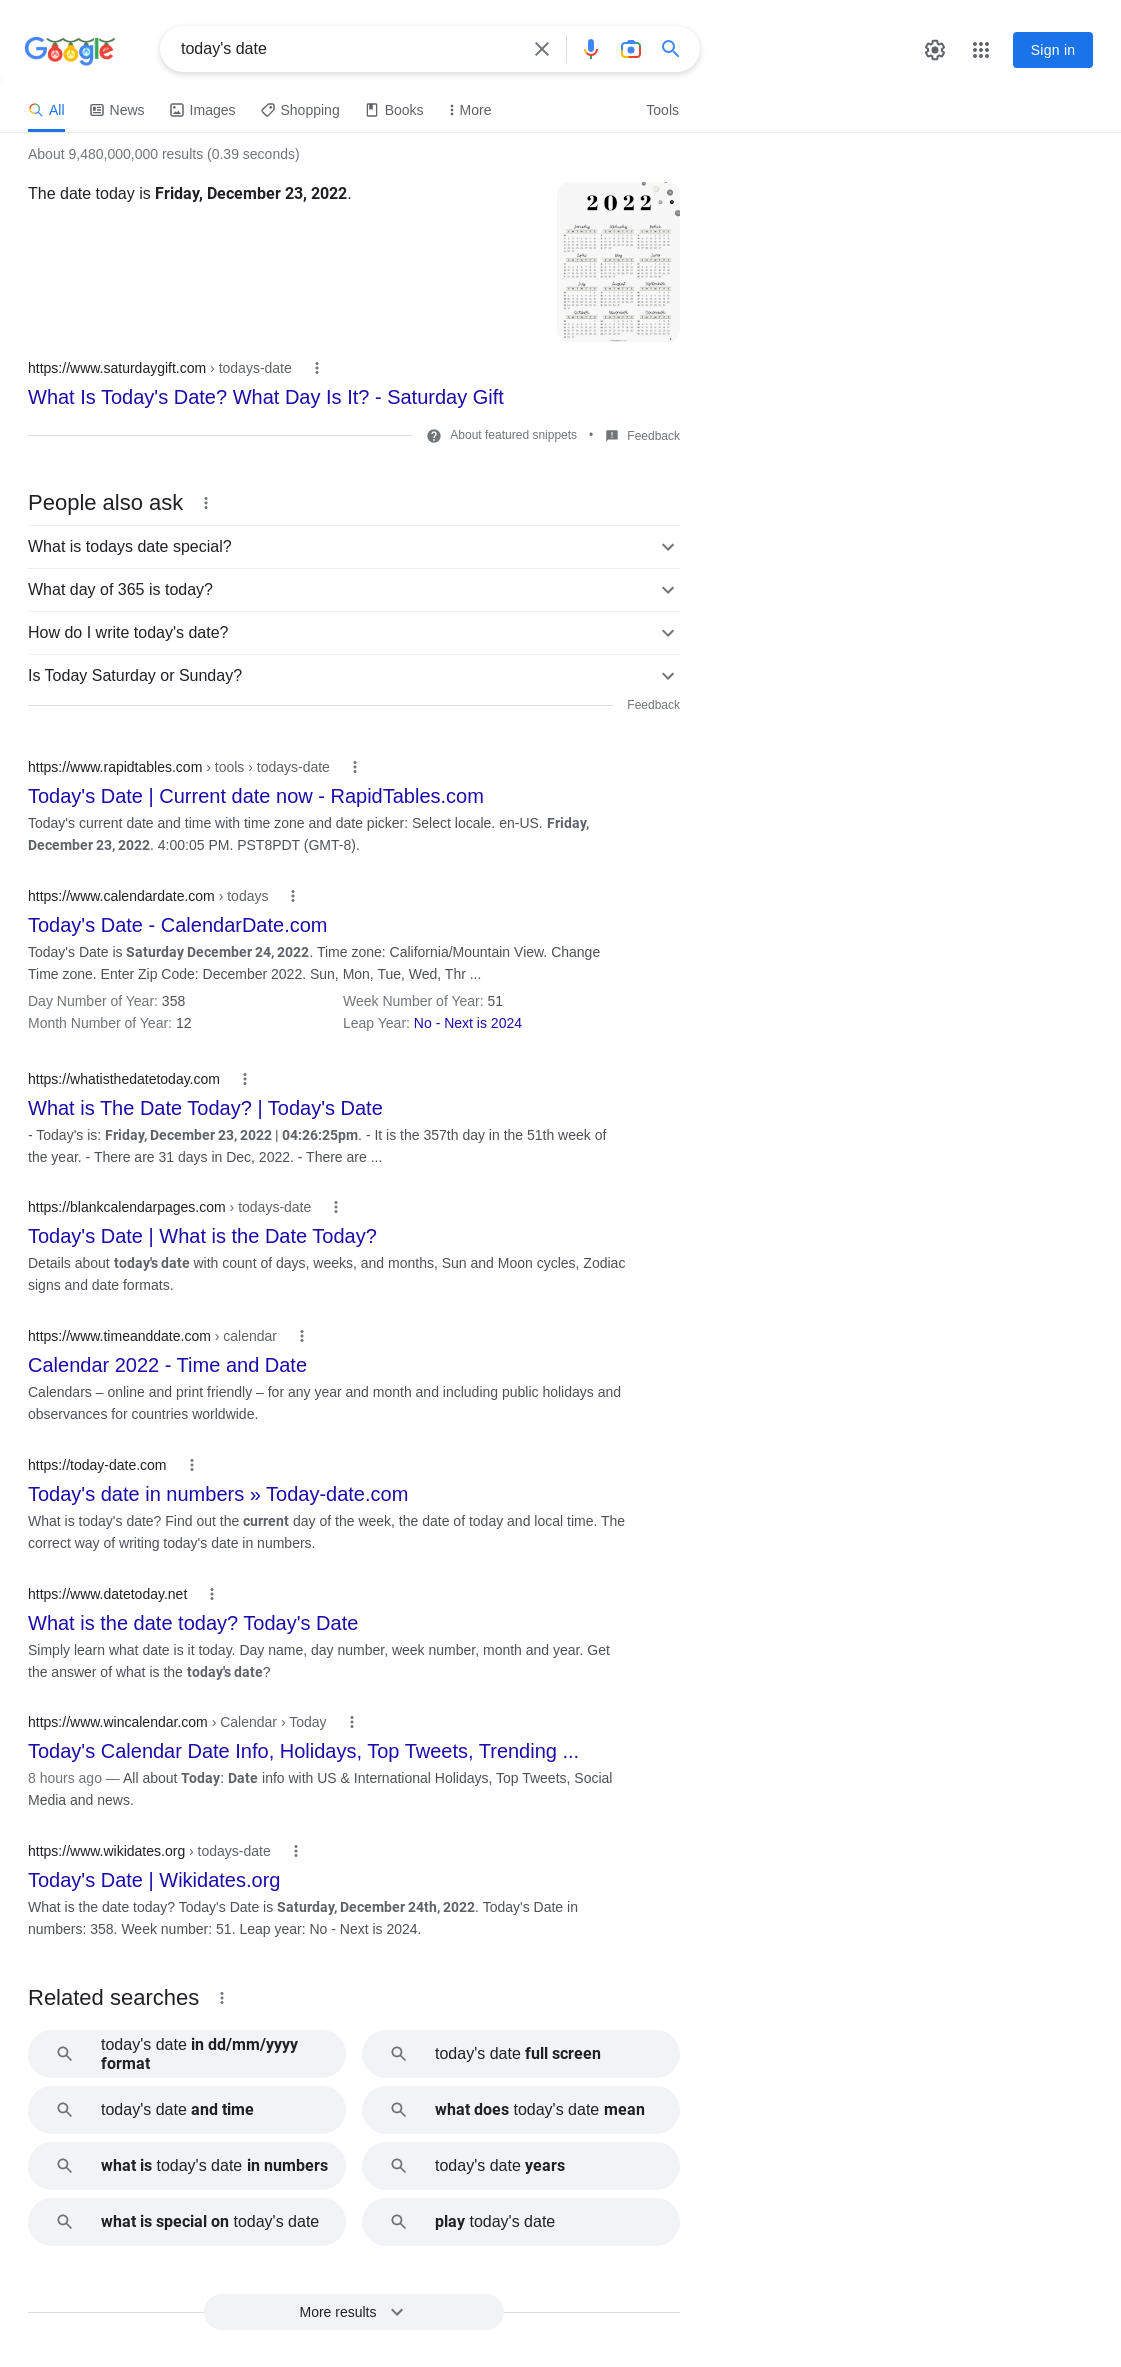 Google
today's date
Sign in
All
News
Images
Shopping
Books
More
Tools
About 9,480,000,000 results (0.39 seconds)
The date today is Friday, December 23, 2022.
2022
https://www.saturdaygift.com › todays-date
What Is Today's Date? What Day Is It? - Saturday Gift
About featured snippets • Feedback
People also ask
What is todays date special?
What day of 365 is today?
How do I write today's date?
Is Today Saturday or Sunday?
Feedback
https://www.rapidtables.com › tools › todays-date
Today's Date | Current date now - RapidTables.com
Today's current date and time with time zone and date picker: Select locale. en-US. Friday,
December 23, 2022. 4:00:05 PM. PST8PDT (GMT-8).
https://www.calendardate.com › todays
Today's Date - CalendarDate.com
Today's Date is Saturday December 24, 2022. Time zone: California/Mountain View. Change
Time zone. Enter Zip Code: December 2022. Sun, Mon, Tue, Wed, Thr ...
Day Number of Year: 358
Week Number of Year: 51
Month Number of Year: 12
Leap Year: No - Next is 2024
https://whatisthedatetoday.com
What is The Date Today? | Today's Date
- Today's is: Friday, December 23, 2022 | 04:26:25pm. - It is the 357th day in the 51th week of
the year. - There are 31 days in Dec, 2022. - There are ...
https://blankcalendarpages.com › todays-date
Today's Date | What is the Date Today?
Details about today's date with count of days, weeks, and months, Sun and Moon cycles, Zodiac
signs and date formats.
https://www.timeanddate.com › calendar
Calendar 2022 - Time and Date
Calendars – online and print friendly – for any year and month and including public holidays and
observances for countries worldwide.
https://today-date.com
Today's date in numbers » Today-date.com
What is today's date? Find out the current day of the week, the date of today and local time. The
correct way of writing today's date in numbers.
https://www.datetoday.net
What is the date today? Today's Date
Simply learn what date is it today. Day name, day number, week number, month and year. Get
the answer of what is the today's date?
https://www.wincalendar.com › Calendar › Today
Today's Calendar Date Info, Holidays, Top Tweets, Trending ...
8 hours ago — All about Today: Date info with US & International Holidays, Top Tweets, Social
Media and news.
https://www.wikidates.org › todays-date
Today's Date | Wikidates.org
What is the date today? Today's Date is Saturday, December 24th, 2022. Today's Date in
numbers: 358. Week number: 51. Leap year: No - Next is 2024.
Related searches
today's date in dd/mm/yyyy
format
today's date full screen
today's date and time
what does today's date mean
what is today's date in numbers
today's date years
what is special on today's date
play today's date
More results